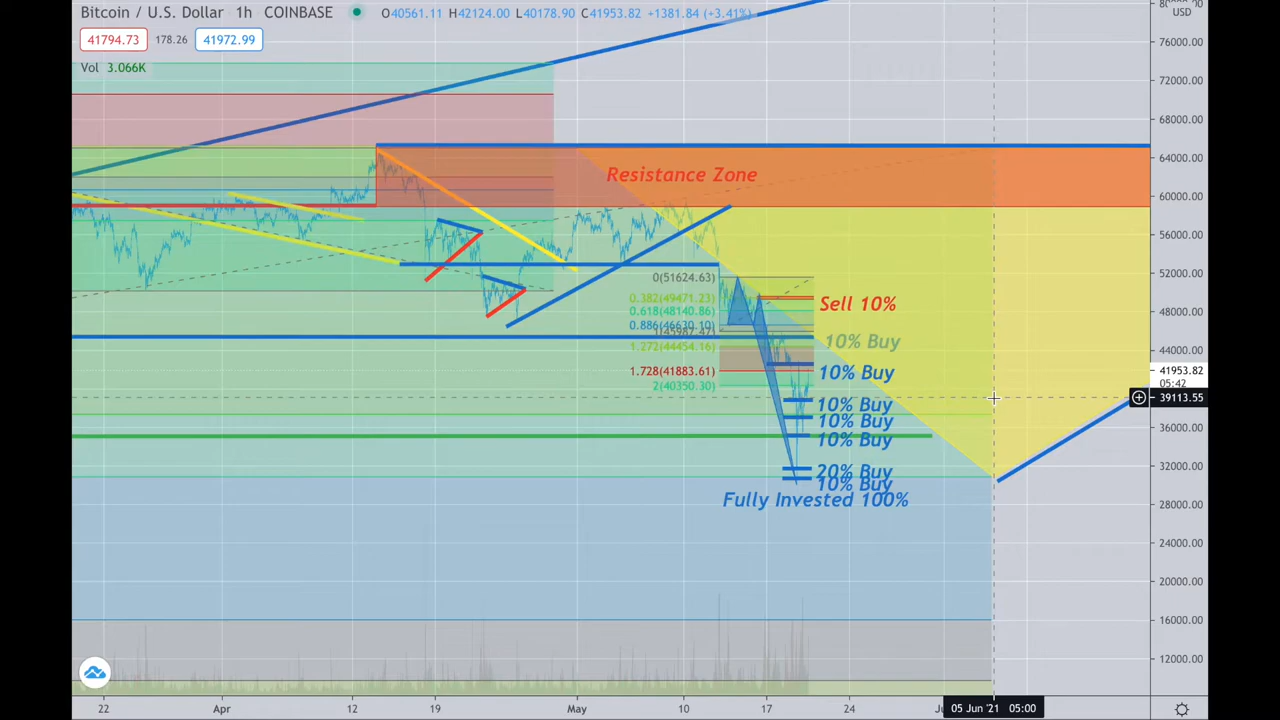 Bitcoin / U.S. Dollar 1h COINBASE O40561.11 H42124.00 L40178.90 C41953.82 +1381.84 (+3.41%)
USD
41794.73 178.26 41972.99
Vol 3.066K
76000.00
72000.00
68000.00
64000.00
60000.00
56000.00
52000.00
48000.00
44000.00
41953.82
05:42
39113.55
36000.00
32000.00
28000.00
24000.00
20000.00
16000.00
12000.00
Resistance Zone
0(51624.63)
0.382(49471.23)
0.618(48140.86)
0.886(46630.10)
1(45987.47)
1.272(44454.16)
1.728(41883.61)
2(40350.30)
Sell 10%
10% Buy
10% Buy
10% Buy
10% Buy
10% Buy
20% Buy
10% Buy
Fully Invested 100%
22 Apr 12 19 May 10 17 24 05 Jun '21 05:00